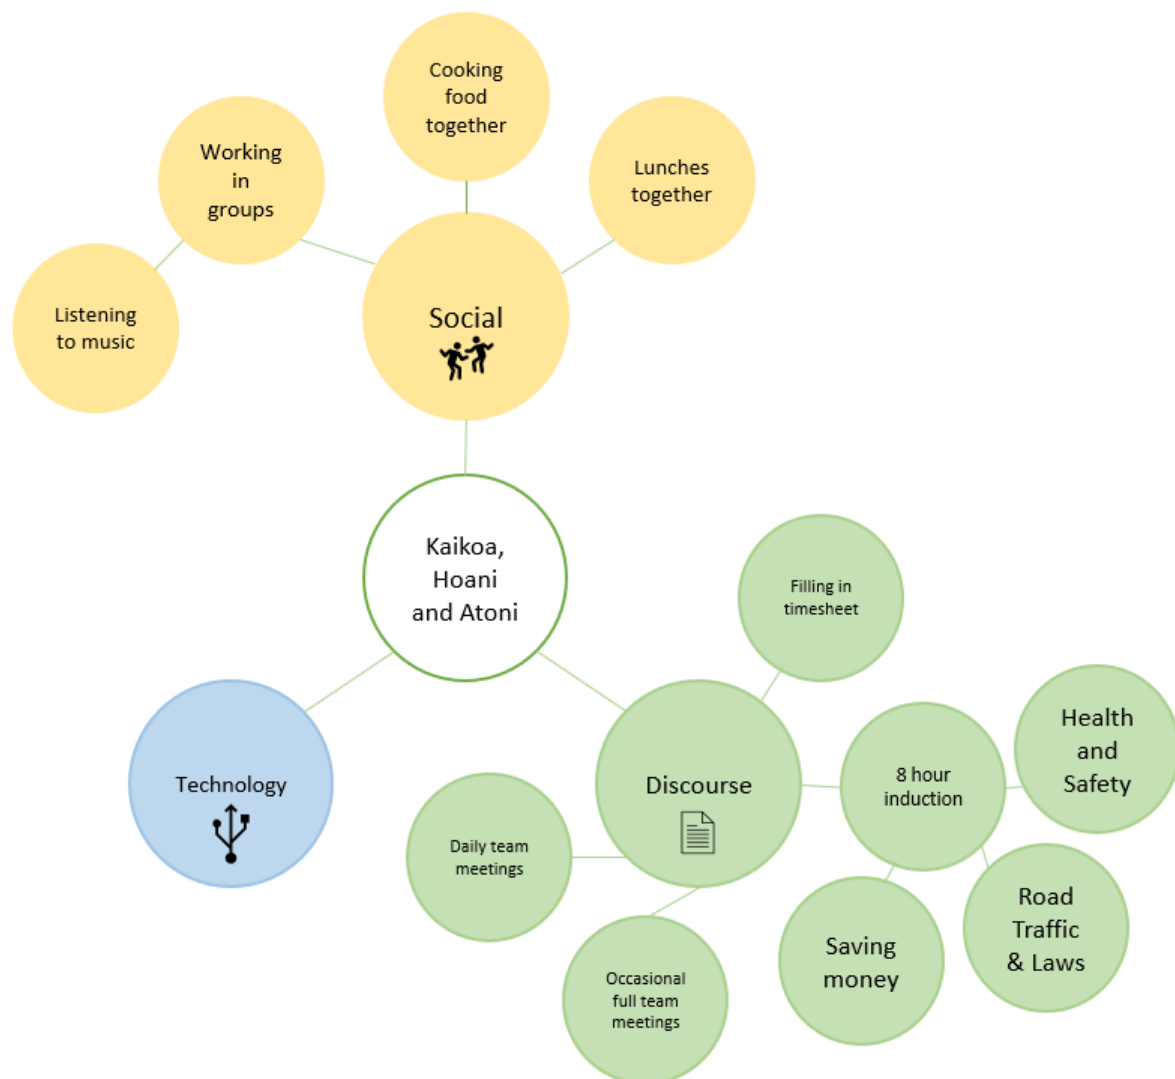 Cooking
food
together
Working
in
groups
Lunches
together
Listening
to music
Social
Kaikoa,
Hoani
and Atoni
Filling in
timesheet
Technology
Discourse
8 hour
induction
Health
and
Safety
Daily team
meetings
Occasional
full team
meetings
Saving
money
Road
Traffic
& Laws